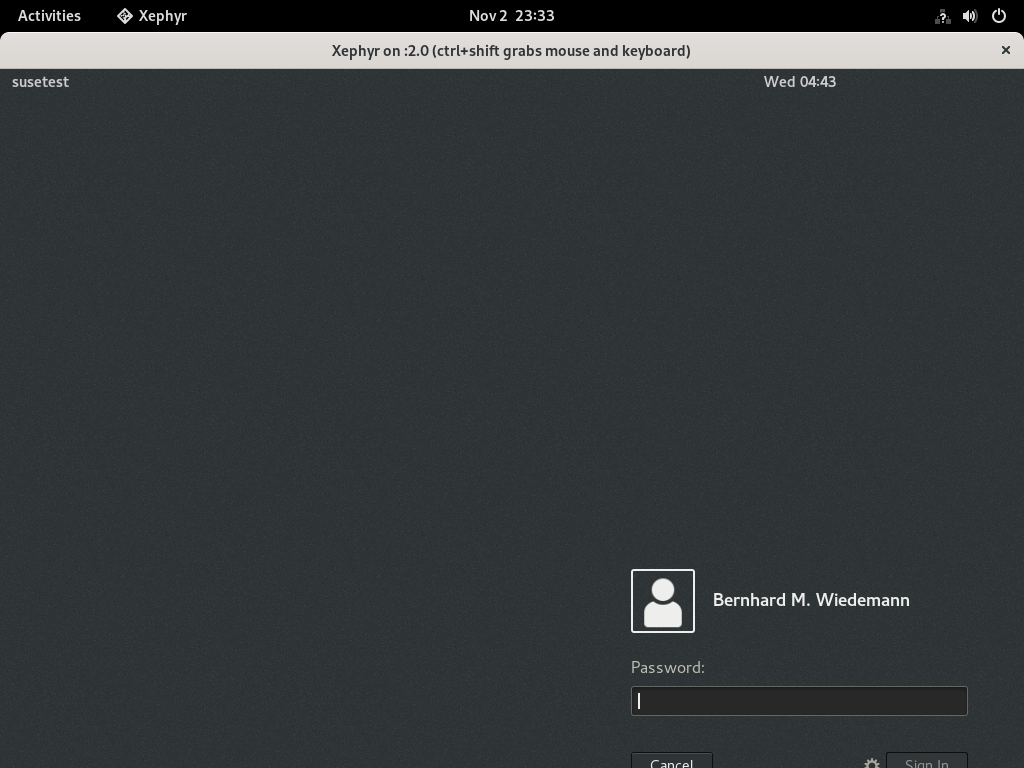 Activities Xephyr Nov 2 23:33
Xephyr on :2.0 (ctrl+shift grabs mouse and keyboard)
susetest Wed 04:43
Bernhard M. Wiedemann
Password:
Cancel Sign In